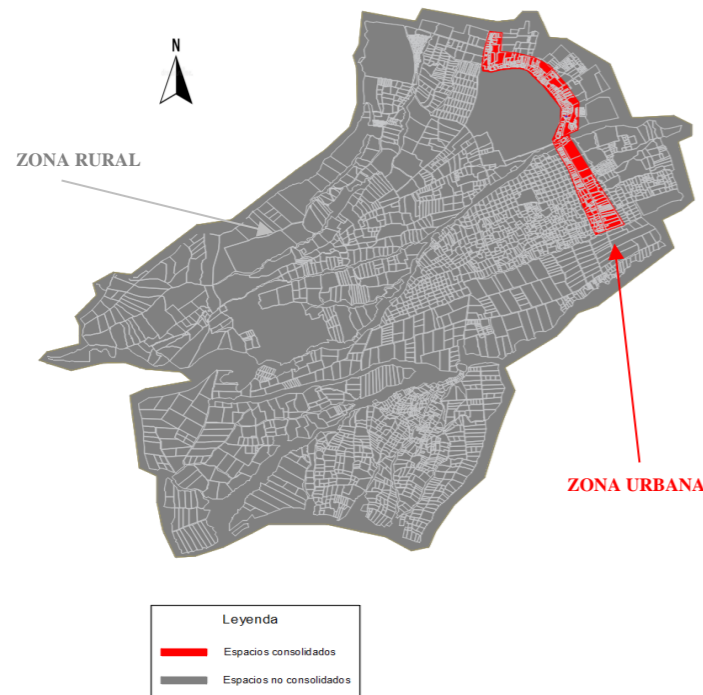 N
ZONA RURAL
ZONA URBANA
Leyenda
Espacios consolidados
Espacios no consolidados